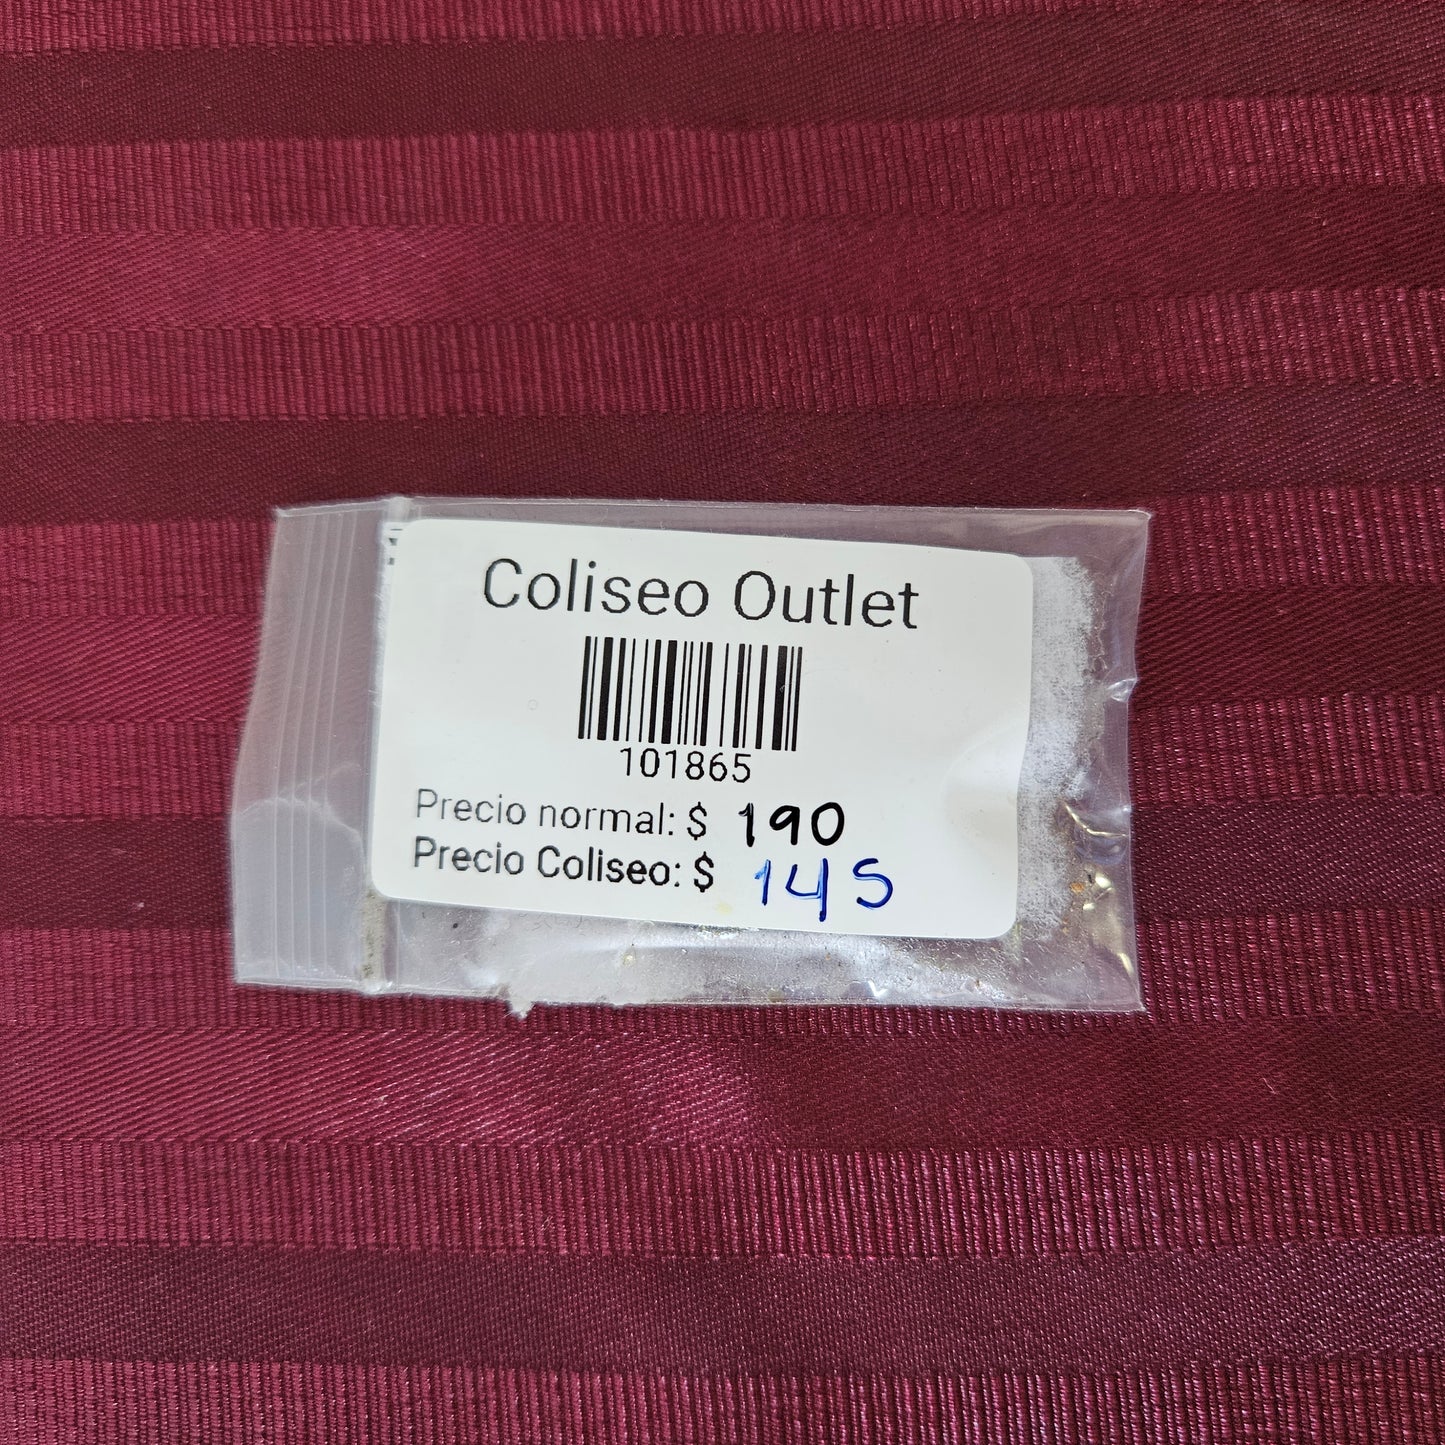 Coliseo Outlet
101865
Precio normal: $ 190
Precio Coliseo: $ 145